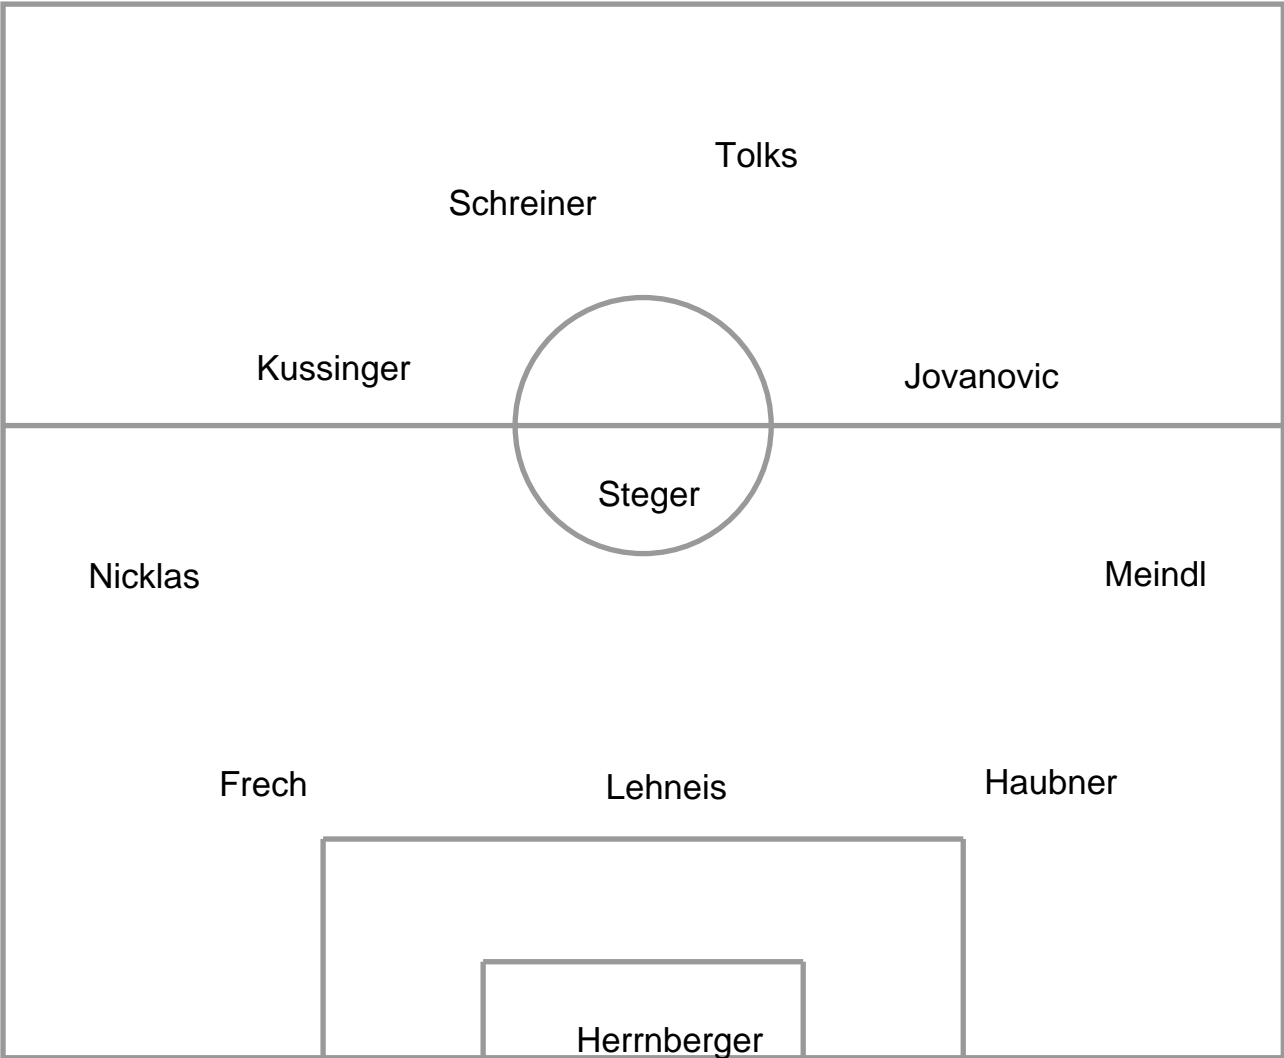 Tolks
Schreiner
Kussinger
Jovanovic
Steger
Nicklas
Meindl
Frech
Lehneis
Haubner
Herrnberger